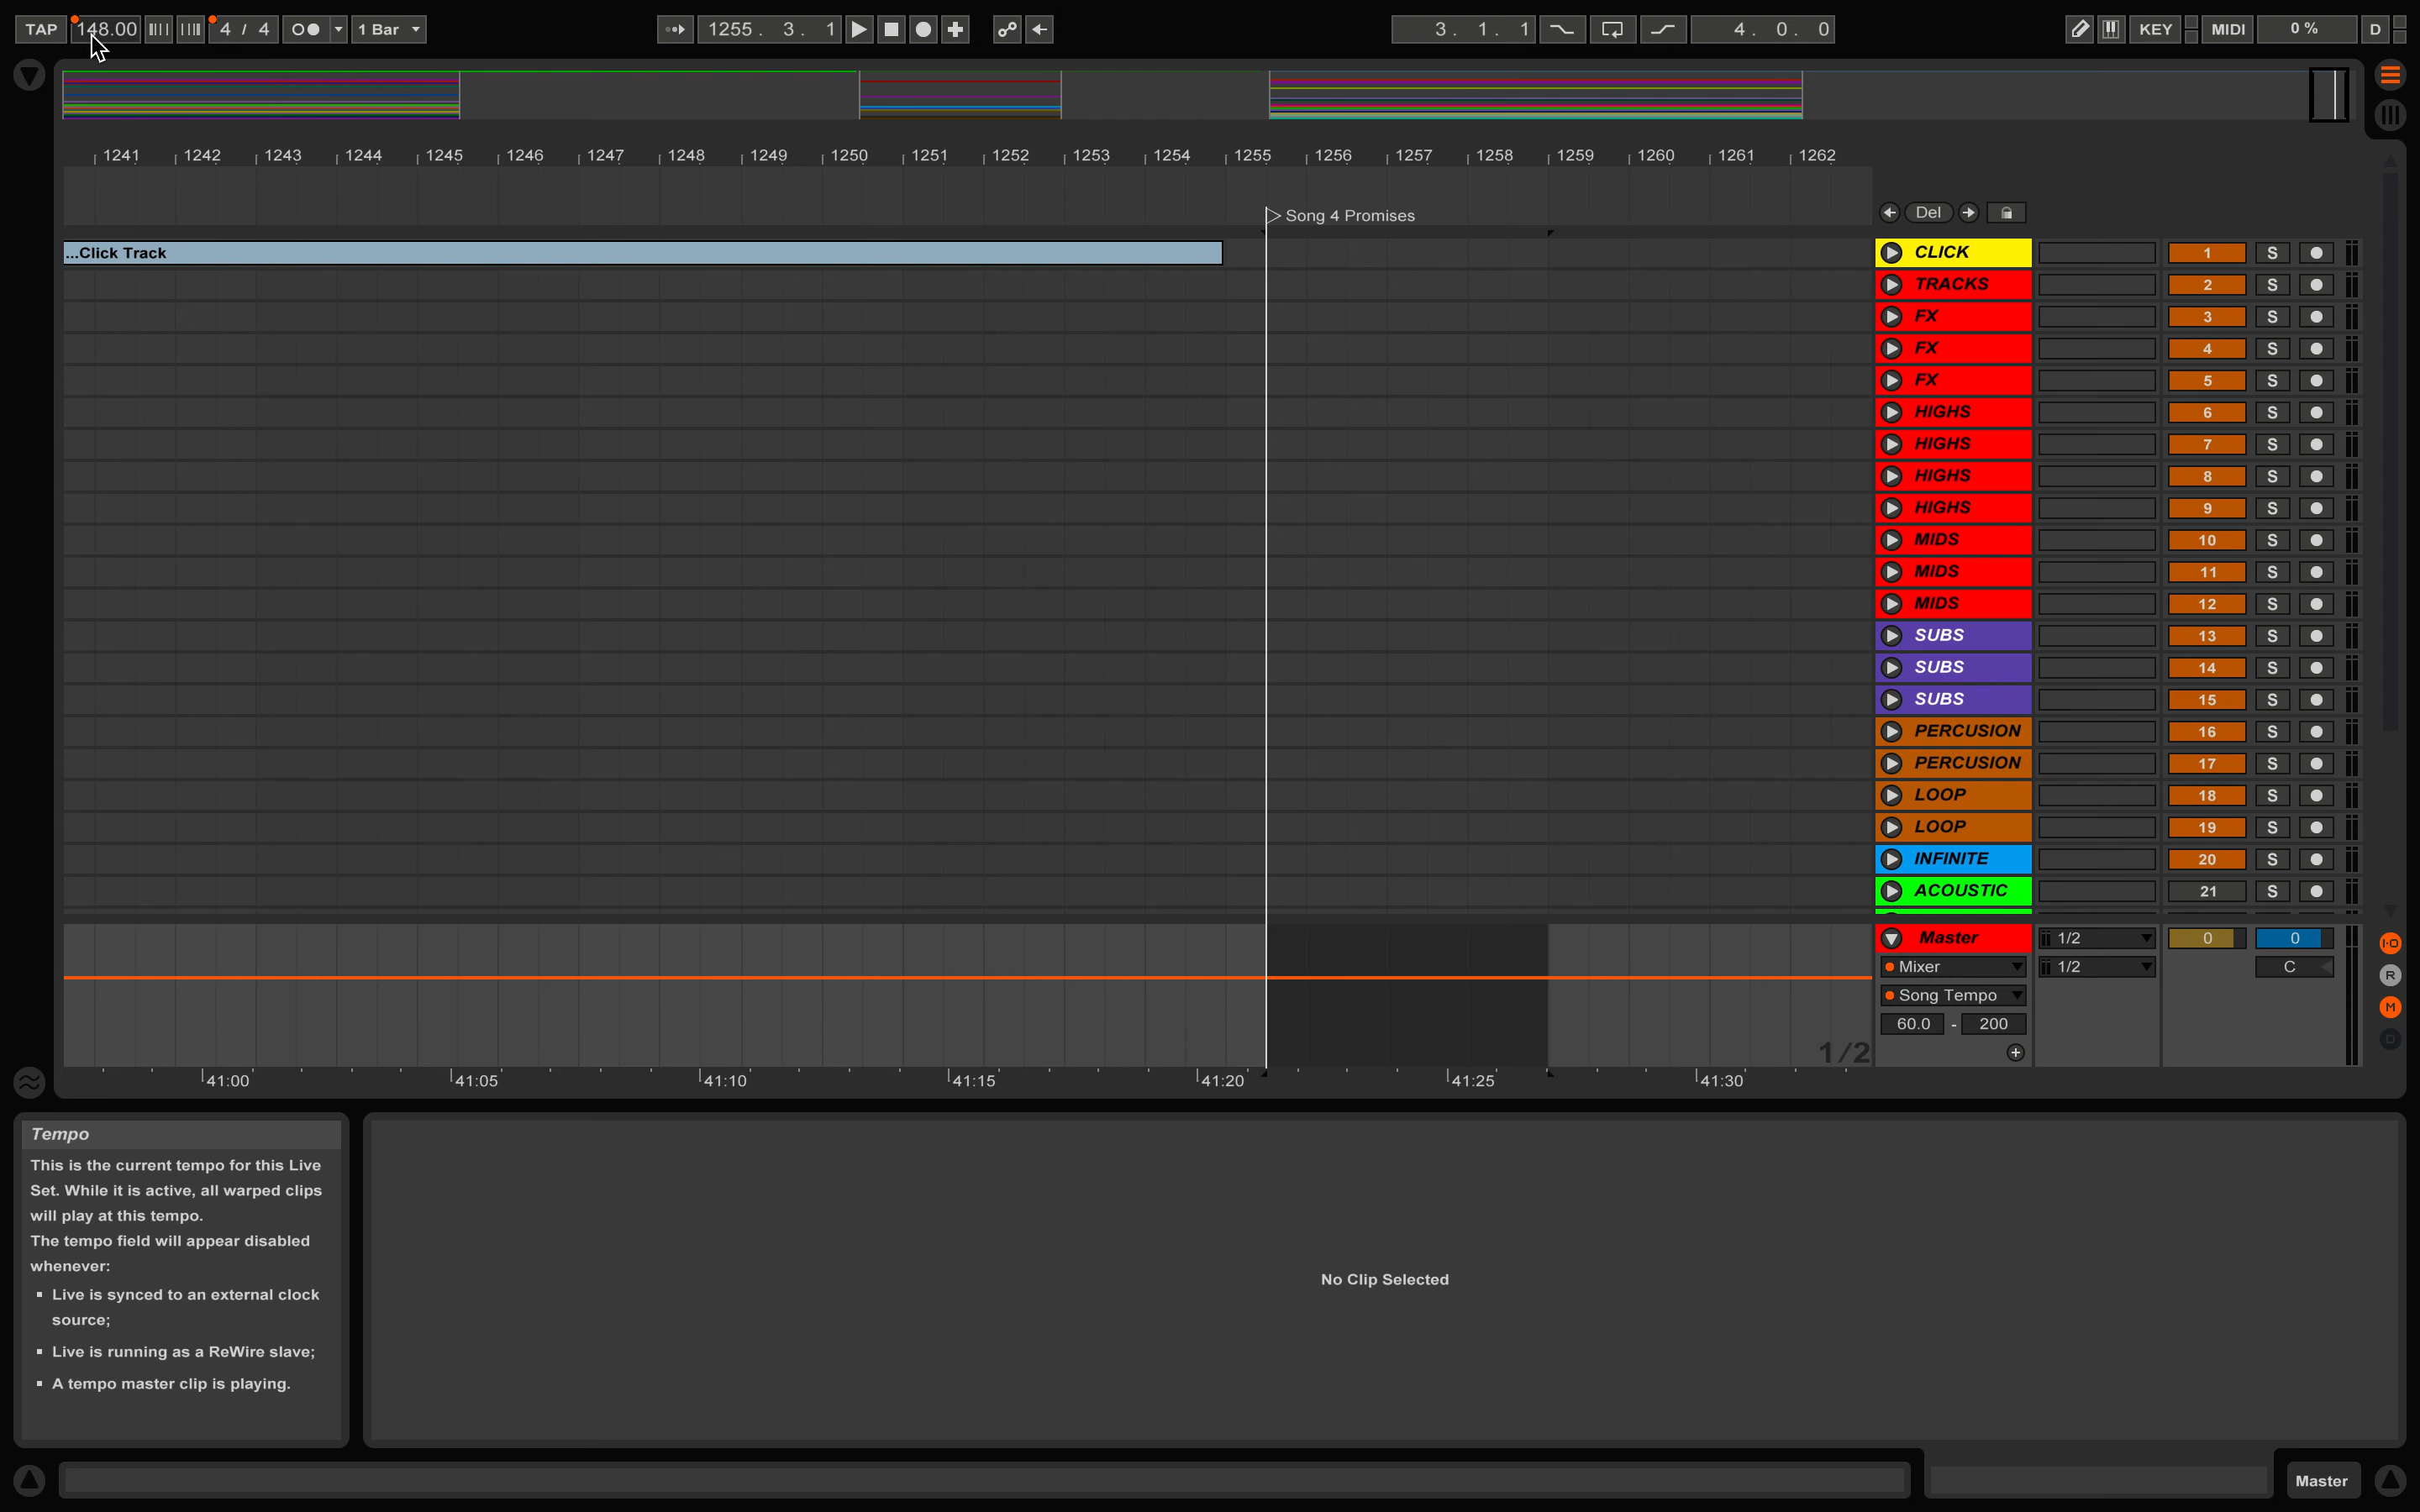 TAP 148.00 4 / 4 1 Bar 1255. 3. 1 3. 1. 1 4. 0. 0 KEY MIDI 0 % D
1241 1242 1243 1244 1245 1246 1247 1248 1249 1250 1251 1252 1253 1254 1255 1256 1257 1258 1259 1260 1261 1262
Song 4 Promises Del
...Click Track CLICK 1 S
TRACKS 2 S
FX 3 S
FX 4 S
FX 5 S
HIGHS 6 S
HIGHS 7 S
HIGHS 8 S
HIGHS 9 S
MIDS 10 S
MIDS 11 S
MIDS 12 S
SUBS 13 S
SUBS 14 S
SUBS 15 S
PERCUSION 16 S
PERCUSION 17 S
LOOP 18 S
LOOP 19 S
INFINITE 20 S
ACOUSTIC 21 S
Master 1/2 0 0 I·O
Mixer 1/2 C R
Song Tempo M
60.0 - 200
1/2 D
41:00 41:05 41:10 41:15 41:20 41:25 41:30
Tempo
This is the current tempo for this Live
Set. While it is active, all warped clips
will play at this tempo.
The tempo field will appear disabled
whenever:
Live is synced to an external clock
source;
Live is running as a ReWire slave;
A tempo master clip is playing.
No Clip Selected
Master